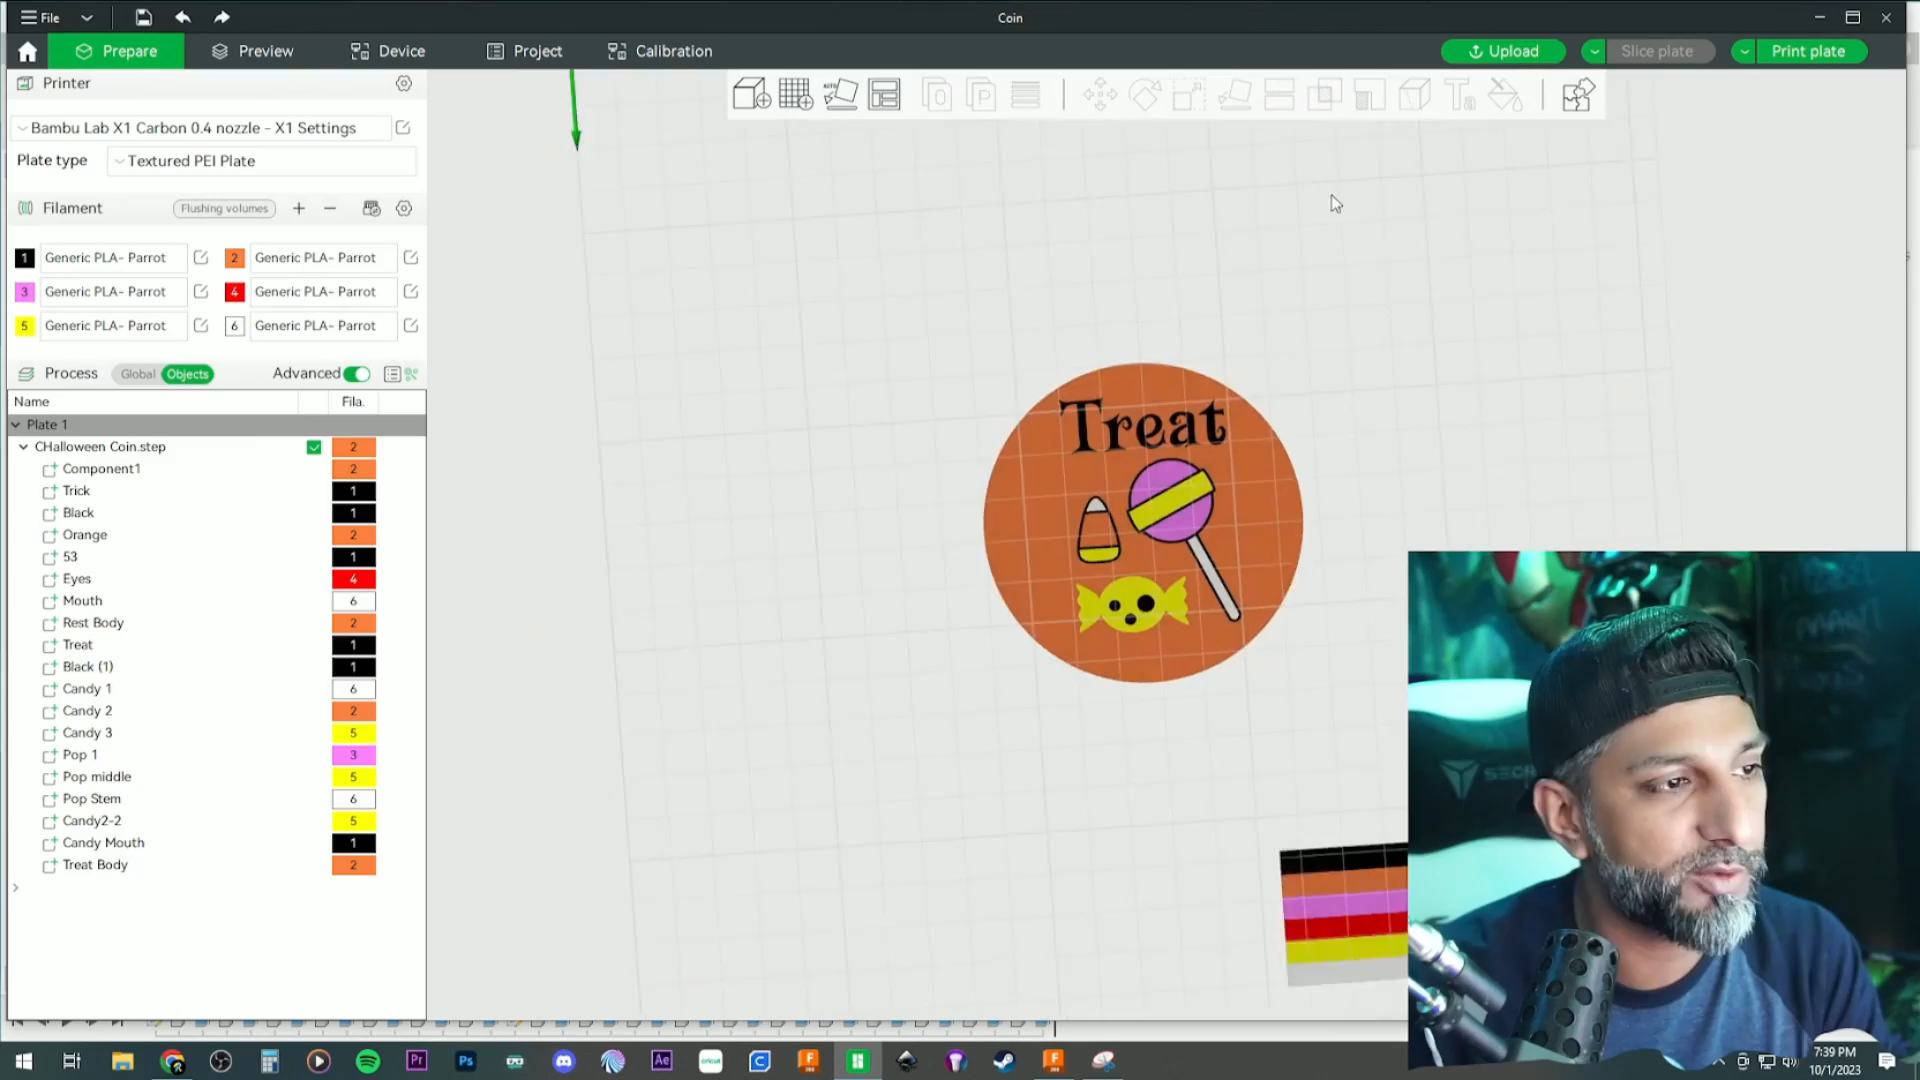 File
Coin
Prepare
Preview
Device
Project
Calibration
Upload
Slice plate
Print plate
Printer
Bambu Lab X1 Carbon 0.4 nozzle - X1 Settings
Plate type
Textured PEI Plate
Filament
Flushing volumes
1 Generic PLA- Parrot
2 Generic PLA- Parrot
3 Generic PLA- Parrot
4 Generic PLA- Parrot
5 Generic PLA- Parrot
6 Generic PLA- Parrot
Process
Global
Objects
Advanced
Name Fila.
Plate 1
CHalloween Coin.step 2
Component1 2
Trick 1
Black 1
Orange 2
53 1
Eyes 4
Mouth 6
Rest Body 2
Treat 1
Black (1) 1
Candy 1 6
Candy 2 2
Candy 3 5
Pop 1 3
Pop middle 5
Pop Stem 6
Candy2-2 5
Candy Mouth 1
Treat Body 2
AUTO
Treat
7:39 PM
10/1/2023